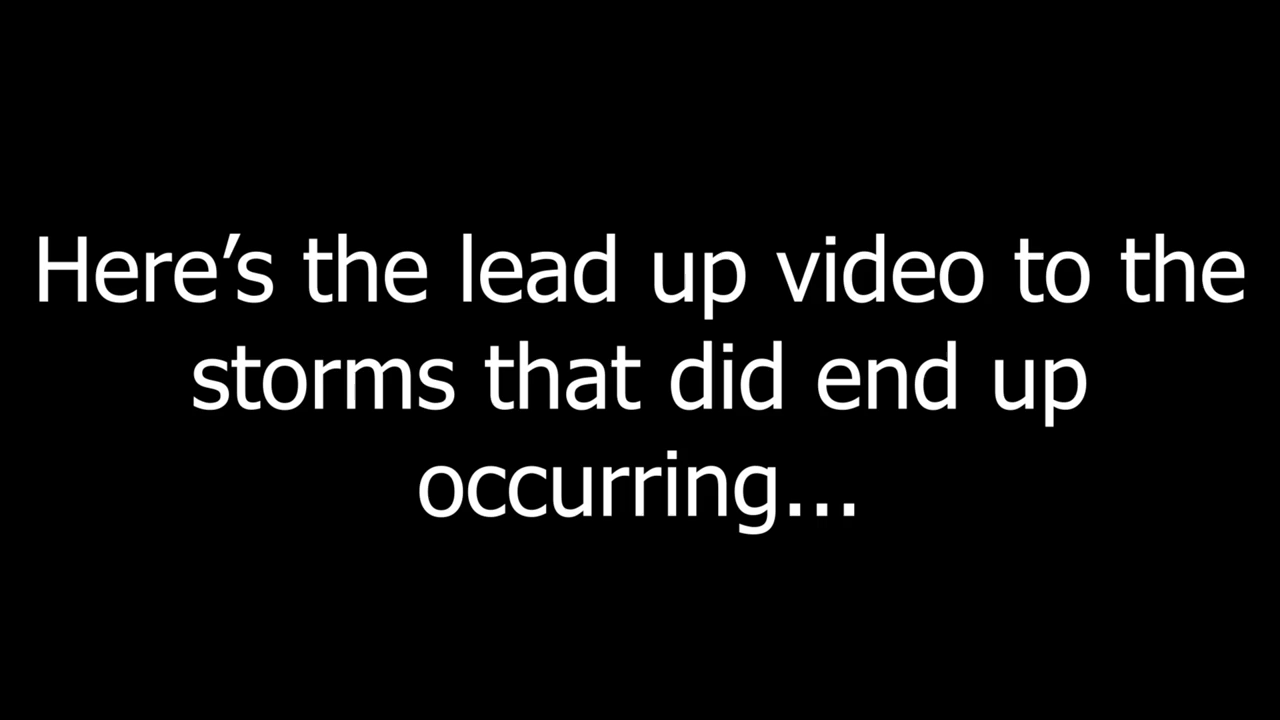 Here’s the lead up video to the
storms that did end up
occurring...